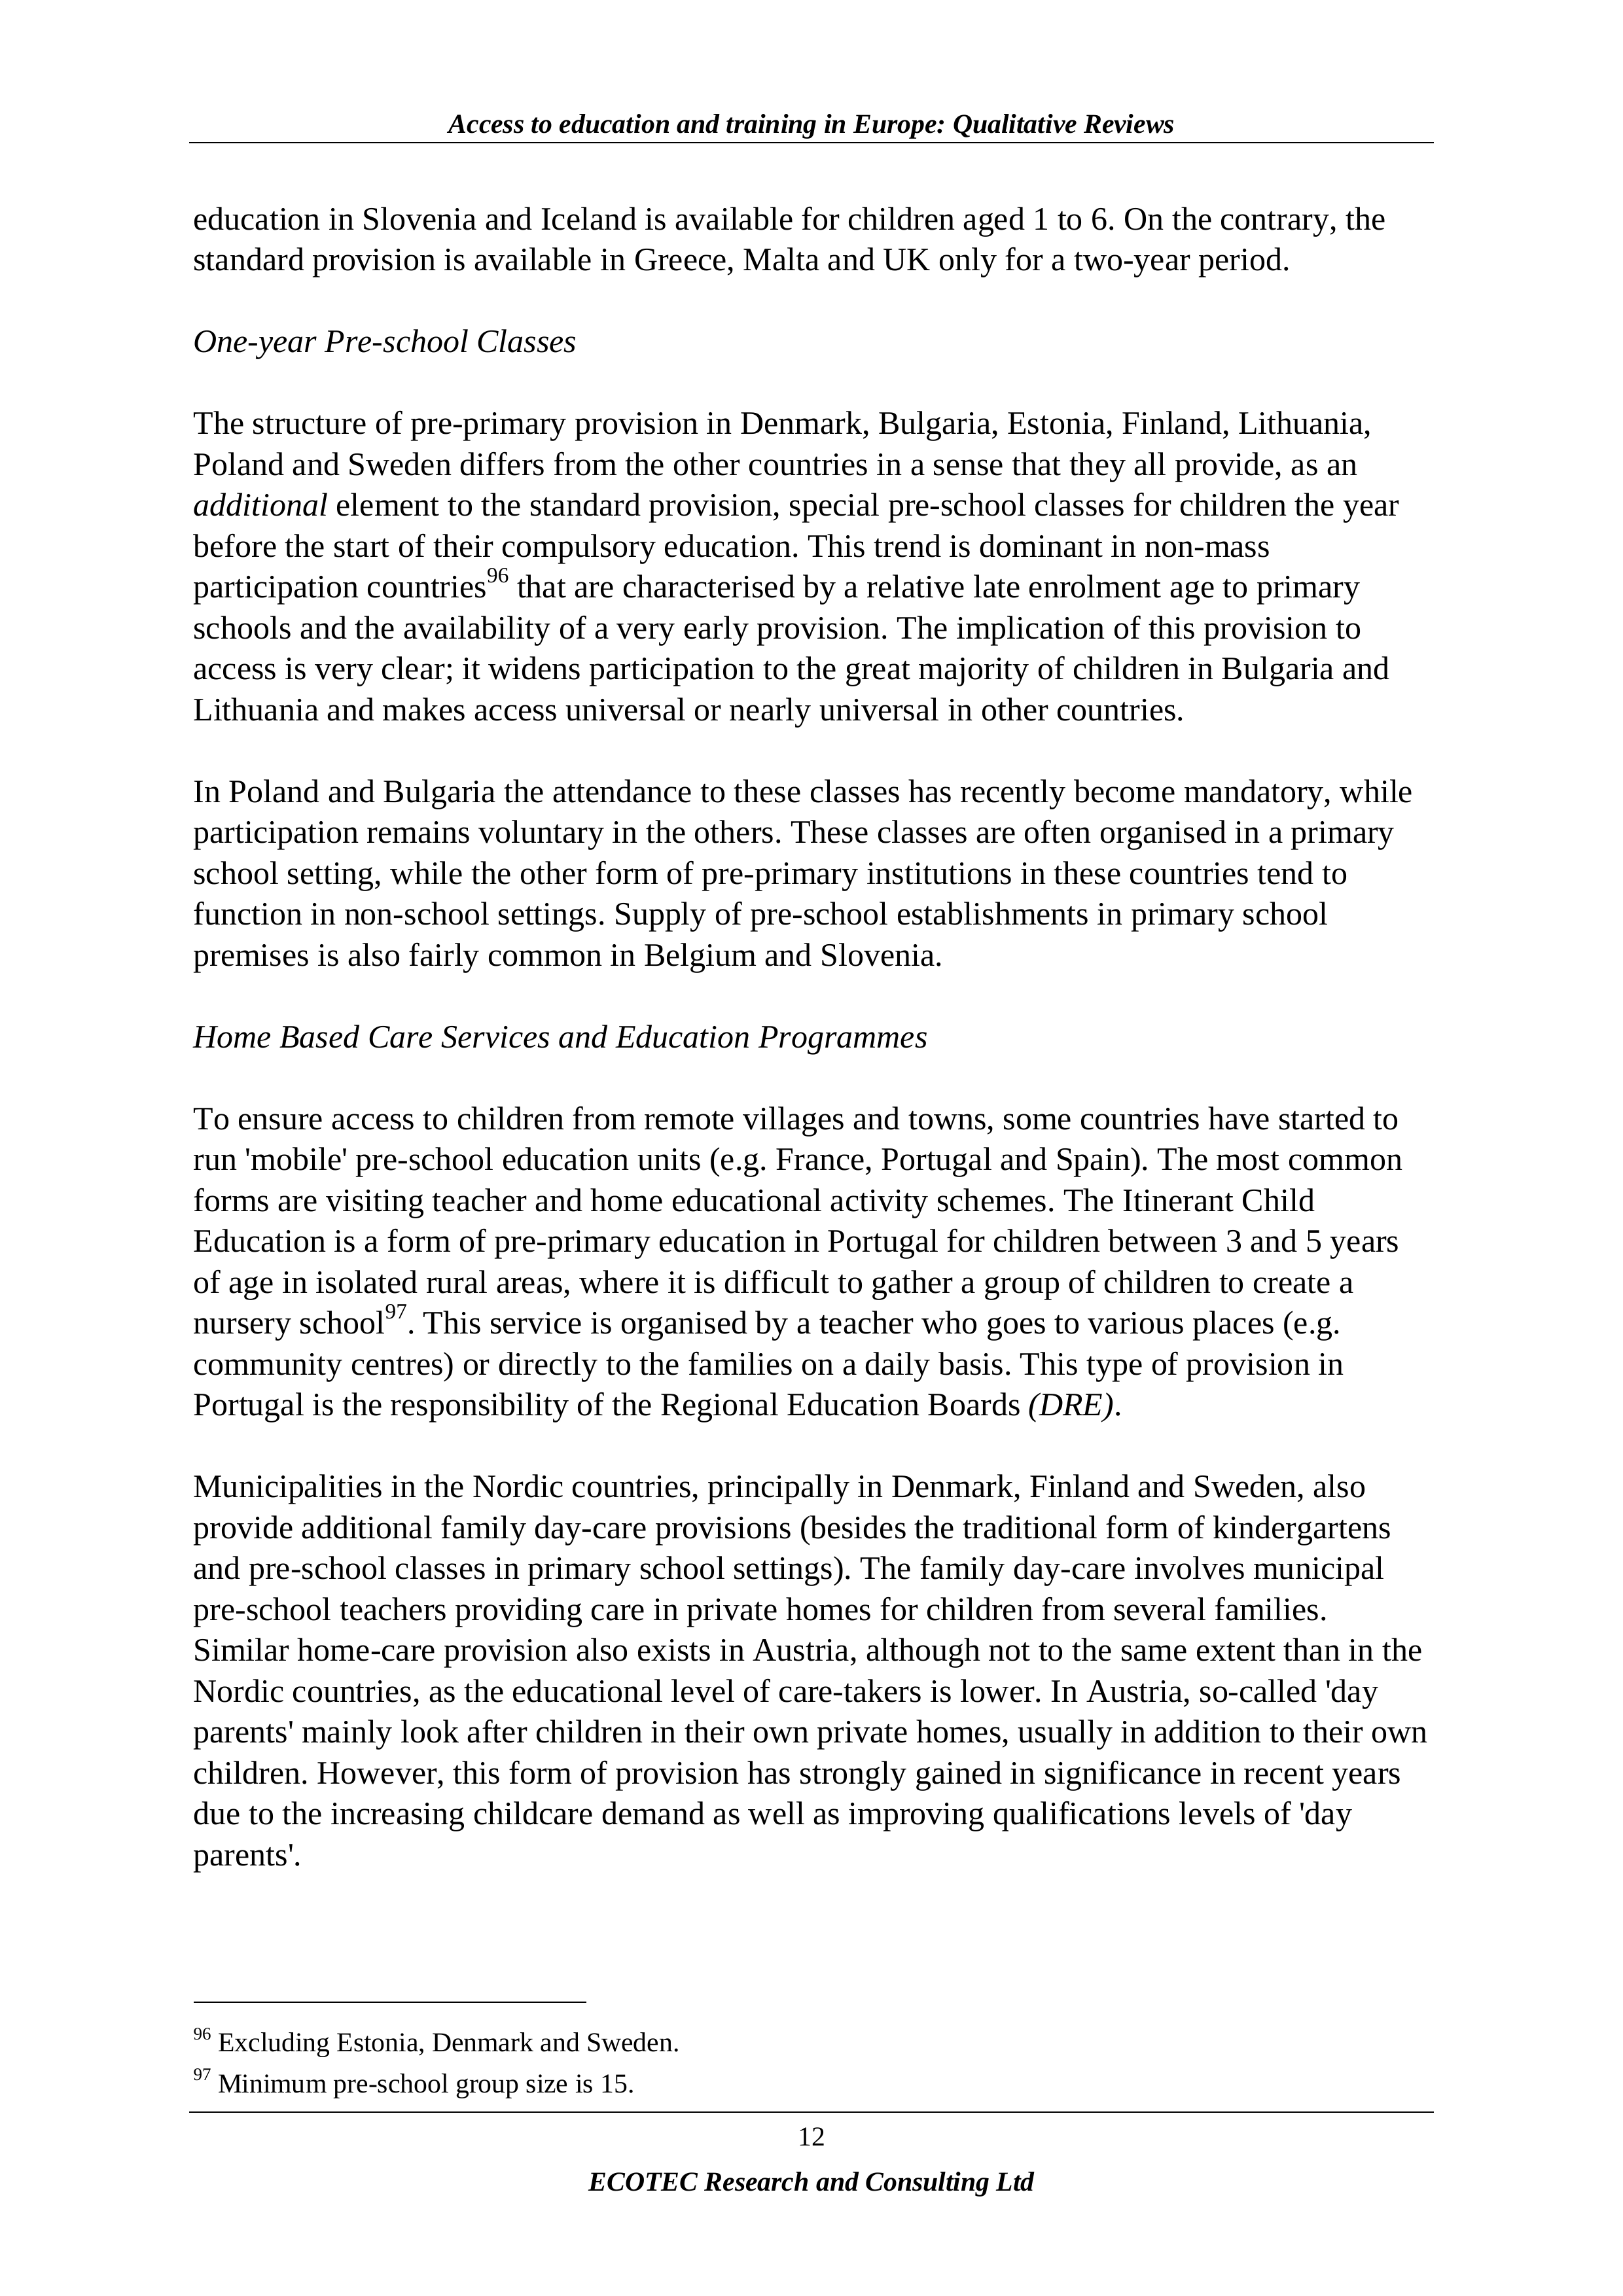 Access to education and training in Europe: Qualitative Reviews
education in Slovenia and Iceland is available for children aged 1 to 6. On the contrary, the
standard provision is available in Greece, Malta and UK only for a two-year period.
One-year Pre-school Classes
The structure of pre-primary provision in Denmark, Bulgaria, Estonia, Finland, Lithuania,
Poland and Sweden differs from the other countries in a sense that they all provide, as an
additional element to the standard provision, special pre-school classes for children the year
before the start of their compulsory education. This trend is dominant in non-mass
participation countries96 that are characterised by a relative late enrolment age to primary
schools and the availability of a very early provision. The implication of this provision to
access is very clear; it widens participation to the great majority of children in Bulgaria and
Lithuania and makes access universal or nearly universal in other countries.
In Poland and Bulgaria the attendance to these classes has recently become mandatory, while
participation remains voluntary in the others. These classes are often organised in a primary
school setting, while the other form of pre-primary institutions in these countries tend to
function in non-school settings. Supply of pre-school establishments in primary school
premises is also fairly common in Belgium and Slovenia.
Home Based Care Services and Education Programmes
To ensure access to children from remote villages and towns, some countries have started to
run 'mobile' pre-school education units (e.g. France, Portugal and Spain). The most common
forms are visiting teacher and home educational activity schemes. The Itinerant Child
Education is a form of pre-primary education in Portugal for children between 3 and 5 years
of age in isolated rural areas, where it is difficult to gather a group of children to create a
nursery school97. This service is organised by a teacher who goes to various places (e.g.
community centres) or directly to the families on a daily basis. This type of provision in
Portugal is the responsibility of the Regional Education Boards (DRE).
Municipalities in the Nordic countries, principally in Denmark, Finland and Sweden, also
provide additional family day-care provisions (besides the traditional form of kindergartens
and pre-school classes in primary school settings). The family day-care involves municipal
pre-school teachers providing care in private homes for children from several families.
Similar home-care provision also exists in Austria, although not to the same extent than in the
Nordic countries, as the educational level of care-takers is lower. In Austria, so-called 'day
parents' mainly look after children in their own private homes, usually in addition to their own
children. However, this form of provision has strongly gained in significance in recent years
due to the increasing childcare demand as well as improving qualifications levels of 'day
parents'.
96 Excluding Estonia, Denmark and Sweden.
97 Minimum pre-school group size is 15.
12
ECOTEC Research and Consulting Ltd